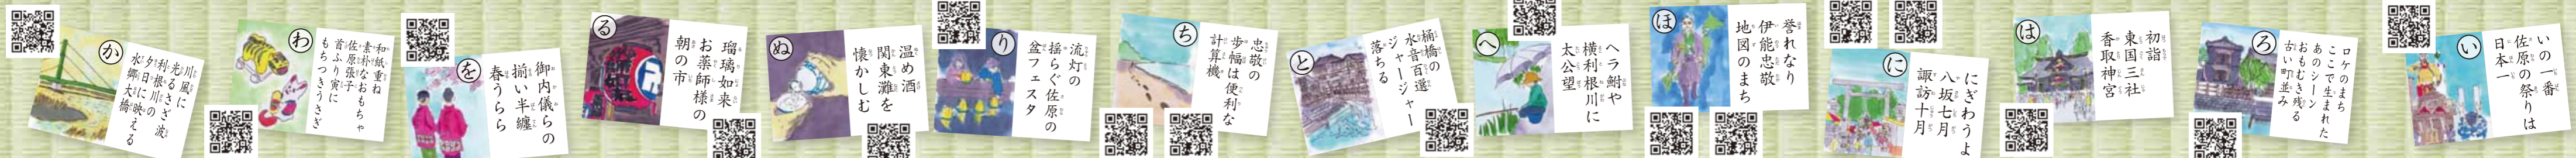 い
いの一番
佐原の祭りは
日本一
ろ
ロケのまち
ここで生まれた
あのシーン
おもむき残る
古い町並み
は
初詣
東国三社
香取神宮
に
にぎわうよ
八坂七月
諏訪十月
ほ
誉れなり
伊能忠敬
地図のまち
へ
ヘラ鮒や
横利根川に
太公望
と
樋橋の
水音百選
ジャージャー
落ちる
ち
忠敬の
歩幅は便利な
計算機
り
流灯の
揺らぐ佐原の
盆フェスタ
ぬ
温め酒
関東灘を
懐かしむ
る
瑠璃如来
お薬師様の
朝の市
を
御内儀らの
揃い半纏
春うらら
わ
和紙重ね
素朴なおもちゃ
佐原張子
首ふり寅に
もちつきうさぎ
か
川風に
光るさざ波
利根川の
夕日に映える
水郷大橋